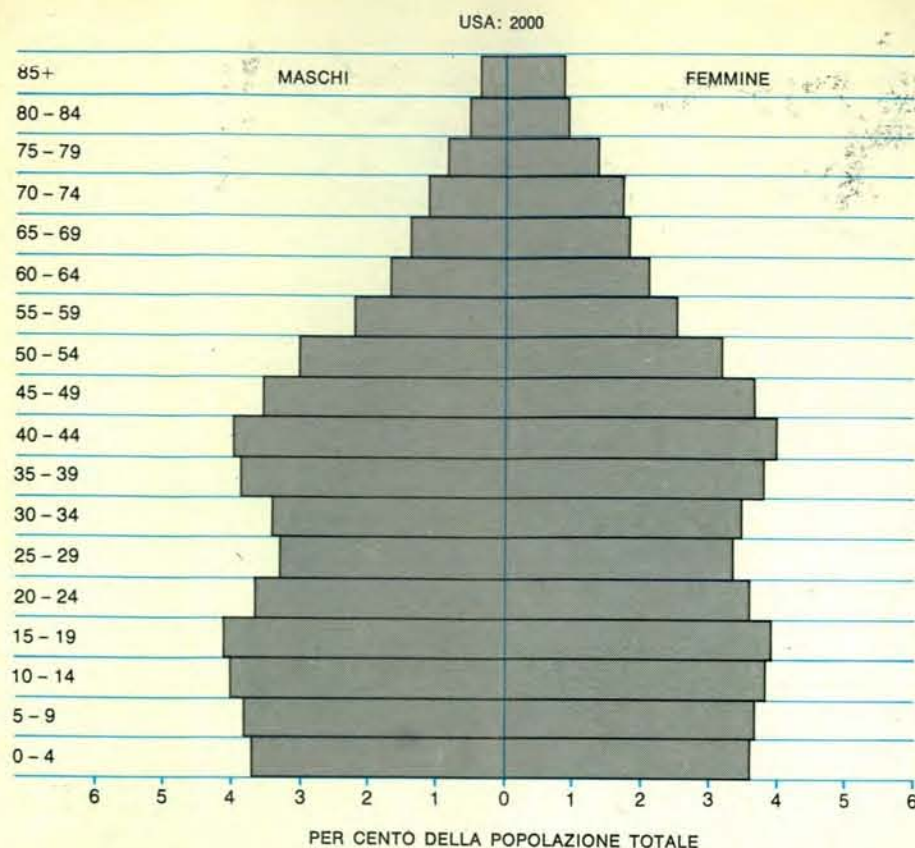 USA: 2000
85+
MASCHI
FEMMINE
80 – 84
75 – 79
70 – 74
65 – 69
60 – 64
55 – 59
50 – 54
45 – 49
40 – 44
35 – 39
30 – 34
25 – 29
20 – 24
15 – 19
10 – 14
5 – 9
0 – 4
6 5 4 3 2 1 0 1 2 3 4 5 6
PER CENTO DELLA POPOLAZIONE TOTALE